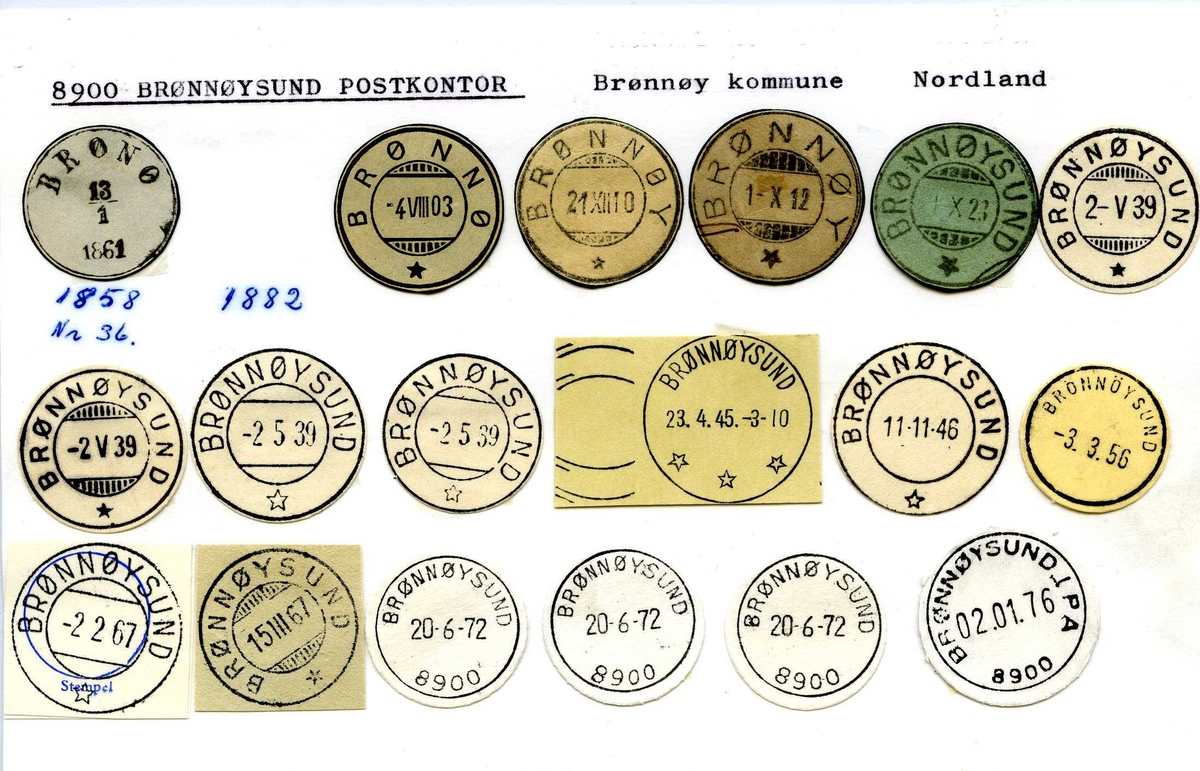 8900 BRØNNØYSUND POSTKONTOR Brønnøy kommune Nordland
BRØNØ
13
1
1861
BRØNNØ
-4 VIII 03
BRØNNØY
21 XII 10
BRØNNØY
1-X 12
BRØNNØYSUND
X 23
BRØNNØYSUND
2-V 39
1858
Nr 36.
1882
BRØNNØYSUND
-2 V 39
BRØNNØYSUND
-2 5 39
BRØNNØYSUND
-2 5 39
BRØNNØYSUND
23. 4. 45. -3-10
BRØNNØYSUND
11-11-46
BRÖNNÖYSUND
-3. 3. 56
BRØNNØYSUND
-2 2 67
Stempel
BRØNNØYSUND
15 III 67
BRØNNØYSUND
20-6-72
8900
BRØNNØYSUND
20-6-72
8900
BRØNNØYSUND
20-6-72
8900
BRØNNØYSUND.1 PA
02.01.76
8900